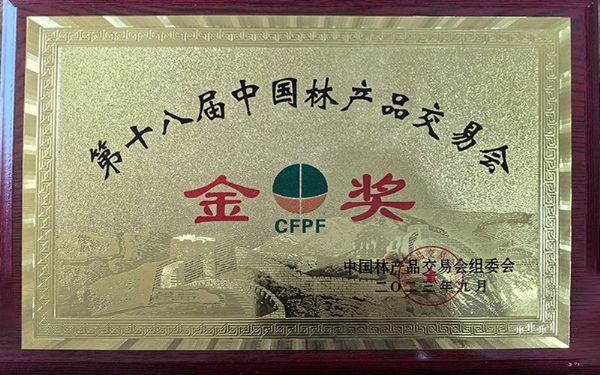 第十八届中国林产品交易会
金 奖
CFPF
中国林产品交易会组委会
二〇二三年九月